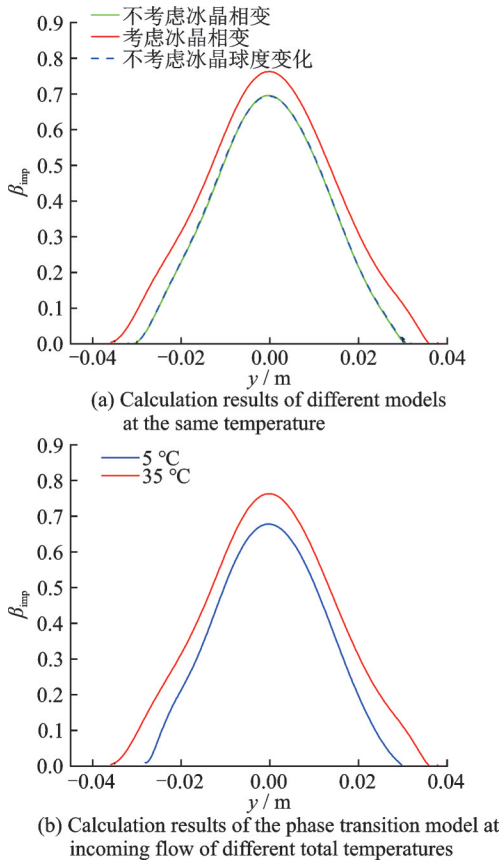 不考虑冰晶相变
考虑冰晶相变
不考虑冰晶球度变化
0.9
0.8
0.7
0.6
0.5
0.4
0.3
0.2
0.1
0.0
βimp
−0.04 −0.02 0.00 0.02 0.04
y / m
(a) Calculation results of different models
at the same temperature
5 ℃
35 ℃
0.9
0.8
0.7
0.6
0.5
0.4
0.3
0.2
0.1
0.0
βimp
−0.04 −0.02 0.00 0.02 0.04
y / m
(b) Calculation results of the phase transition model at
incoming flow of different total temperatures